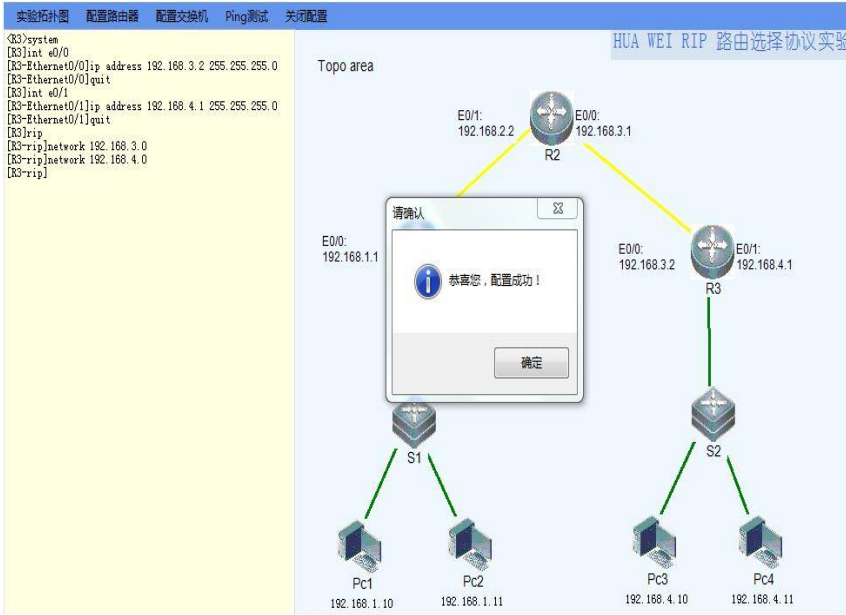 实验拓扑图 配置路由器 配置交换机 Ping测试 关闭配置
<R3>system
[R3]int e0/0
[R3-Ethernet0/0]ip address 192.168.3.2 255.255.255.0
[R3-Ethernet0/0]quit
[R3]int e0/1
[R3-Ethernet0/1]ip address 192.168.4.1 255.255.255.0
[R3-Ethernet0/1]quit
[R3]rip
[R3-rip]network 192.168.3.0
[R3-rip]network 192.168.4.0
[R3-rip]
HUA WEI RIP 路由选择协议实验
Topo area
E0/1:
192.168.2.2
E0/0:
192.168.3.1
R2
请确认
恭喜您，配置成功！
确定
E0/0:
192.168.1.1
E0/0:
192.168.3.2
E0/1:
192.168.4.1
R3
S1
S2
Pc1
192.168.1.10
Pc2
192.168.1.11
Pc3
192.168.4.10
Pc4
192.168.4.11